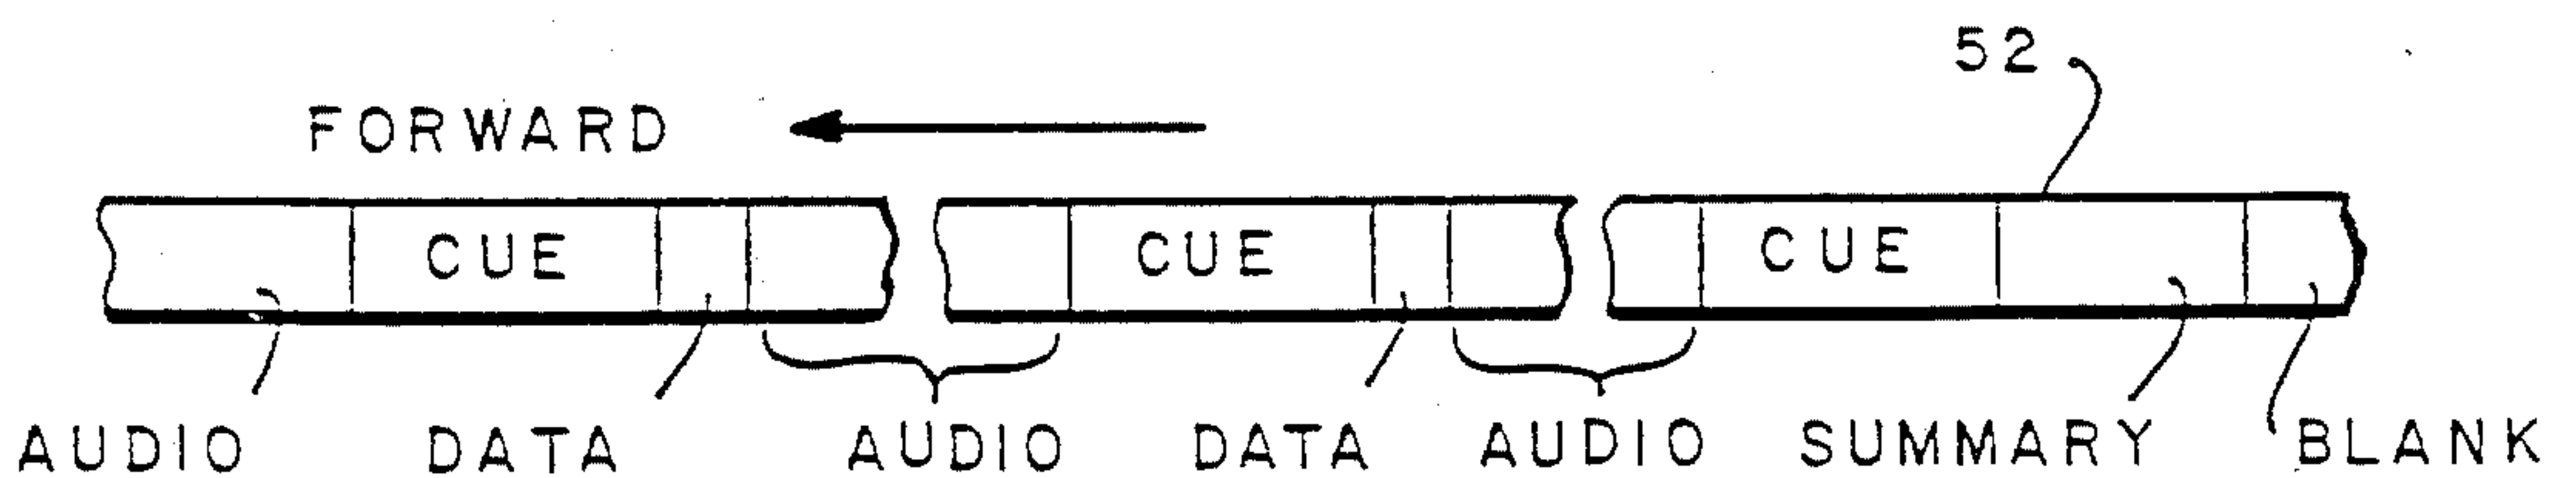 52
FORWARD
CUE CUE CUE
AUDIO DATA AUDIO DATA AUDIO SUMMARY BLANK